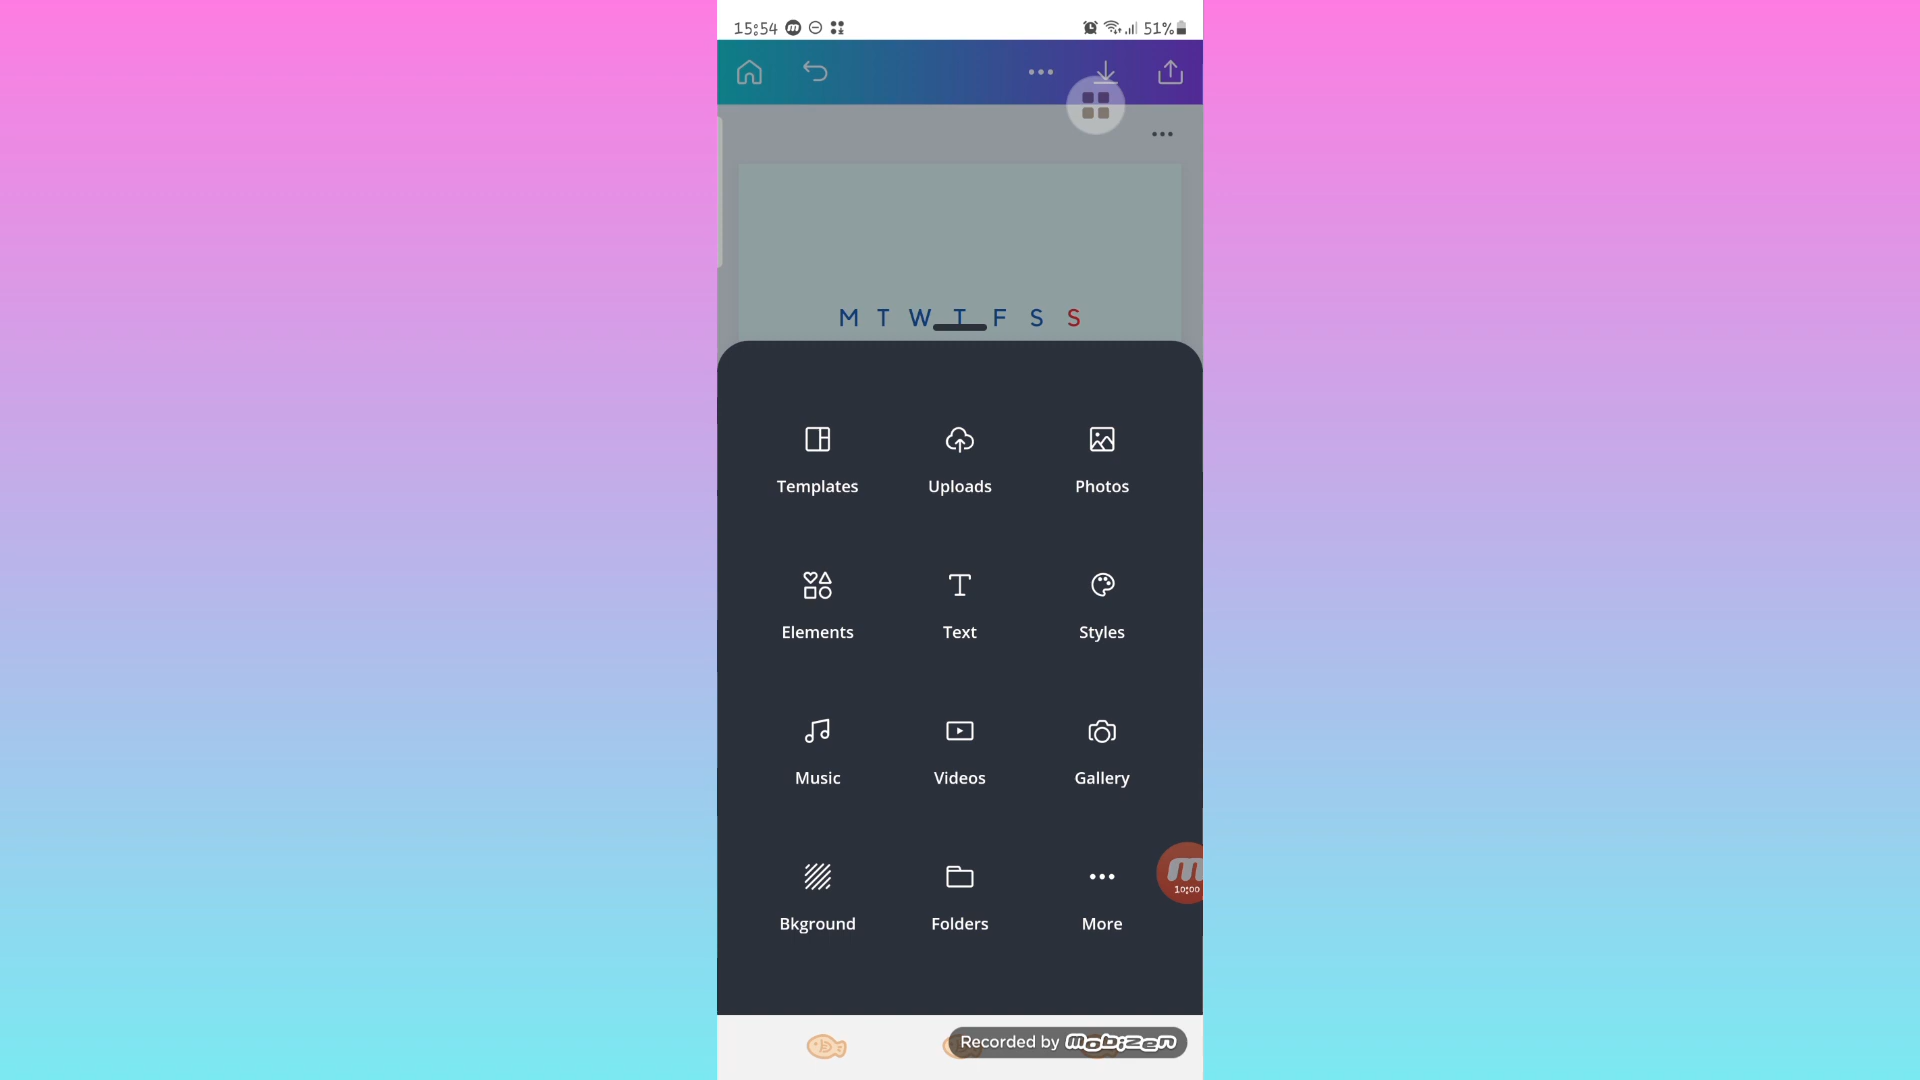 15:54 51%
M T W T F S S
Templates Uploads Photos
Elements Text Styles
Music Videos Gallery
10:00
Bkground Folders More
Recorded by mobizen